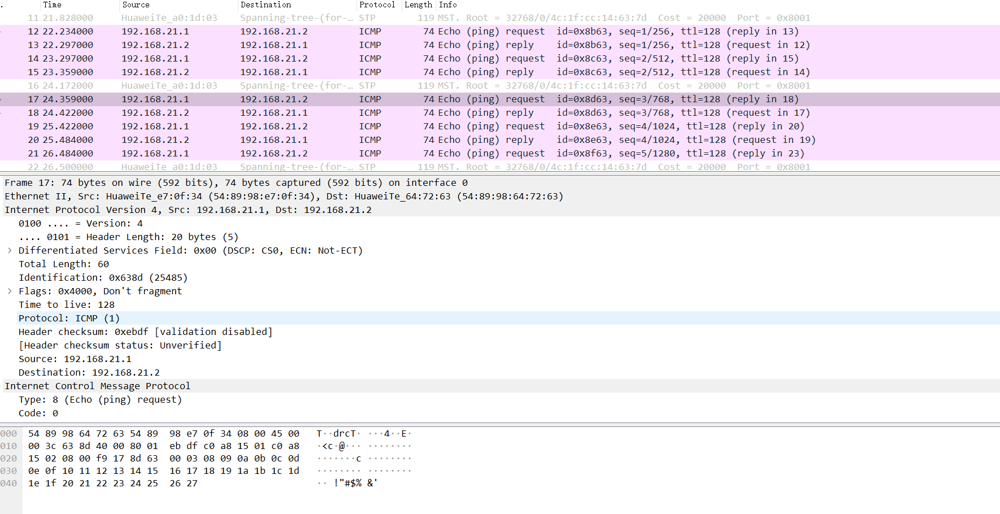 . Time Source Destination Protocol Length Info
11 21.828000 HuaweiTe_a0:1d:03 Spanning-tree-(for-… STP 119 MST. Root = 32768/0/4c:1f:cc:14:63:7d Cost = 20000 Port = 0x8001
12 22.234000 192.168.21.1 192.168.21.2 ICMP 74 Echo (ping) request id=0x8b63, seq=1/256, ttl=128 (reply in 13)
13 22.297000 192.168.21.2 192.168.21.1 ICMP 74 Echo (ping) reply id=0x8b63, seq=1/256, ttl=128 (request in 12)
14 23.297000 192.168.21.1 192.168.21.2 ICMP 74 Echo (ping) request id=0x8c63, seq=2/512, ttl=128 (reply in 15)
15 23.359000 192.168.21.2 192.168.21.1 ICMP 74 Echo (ping) reply id=0x8c63, seq=2/512, ttl=128 (request in 14)
16 24.172000 HuaweiTe_a0:1d:03 Spanning-tree-(for-… STP 119 MST. Root = 32768/0/4c:1f:cc:14:63:7d Cost = 20000 Port = 0x8001
17 24.359000 192.168.21.1 192.168.21.2 ICMP 74 Echo (ping) request id=0x8d63, seq=3/768, ttl=128 (reply in 18)
18 24.422000 192.168.21.2 192.168.21.1 ICMP 74 Echo (ping) reply id=0x8d63, seq=3/768, ttl=128 (request in 17)
19 25.422000 192.168.21.1 192.168.21.2 ICMP 74 Echo (ping) request id=0x8e63, seq=4/1024, ttl=128 (reply in 20)
20 25.484000 192.168.21.2 192.168.21.1 ICMP 74 Echo (ping) reply id=0x8e63, seq=4/1024, ttl=128 (request in 19)
21 26.484000 192.168.21.1 192.168.21.2 ICMP 74 Echo (ping) request id=0x8f63, seq=5/1280, ttl=128 (reply in 23)
22 26.500000 HuaweiTe_a0:1d:03 Spanning-tree-(for-… STP 119 MST. Root = 32768/0/4c:1f:cc:14:63:7d Cost = 20000 Port = 0x8001
Frame 17: 74 bytes on wire (592 bits), 74 bytes captured (592 bits) on interface 0
Ethernet II, Src: HuaweiTe_e7:0f:34 (54:89:98:e7:0f:34), Dst: HuaweiTe_64:72:63 (54:89:98:64:72:63)
Internet Protocol Version 4, Src: 192.168.21.1, Dst: 192.168.21.2
0100 .... = Version: 4
.... 0101 = Header Length: 20 bytes (5)
Differentiated Services Field: 0x00 (DSCP: CS0, ECN: Not-ECT)
Total Length: 60
Identification: 0x638d (25485)
Flags: 0x4000, Don't fragment
Time to live: 128
Protocol: ICMP (1)
Header checksum: 0xebdf [validation disabled]
[Header checksum status: Unverified]
Source: 192.168.21.1
Destination: 192.168.21.2
Internet Control Message Protocol
Type: 8 (Echo (ping) request)
Code: 0
000 54 89 98 64 72 63 54 89 98 e7 0f 34 08 00 45 00 T··drcT· ···4··E·
010 00 3c 63 8d 40 00 80 01 eb df c0 a8 15 01 c0 a8 ·<c·@··· ········
020 15 02 08 00 f9 17 8d 63 00 03 08 09 0a 0b 0c 0d ·······c ········
030 0e 0f 10 11 12 13 14 15 16 17 18 19 1a 1b 1c 1d ········ ········
040 1e 1f 20 21 22 23 24 25 26 27 ·· !"#$% &'